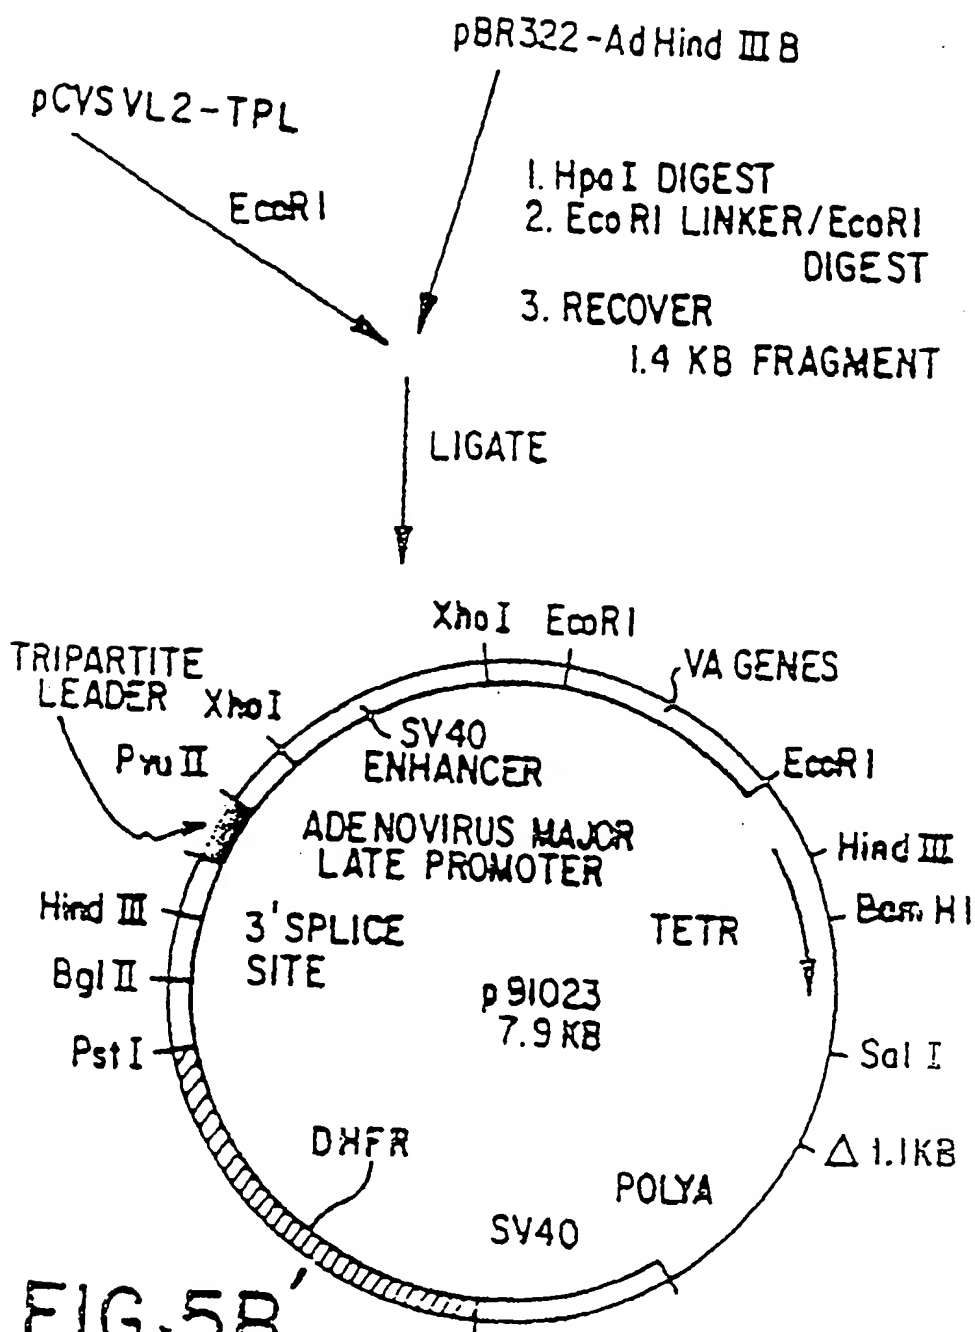 pBR322-AdHind III B
pCVSVL2-TPL
EcoRI
1. HpaI DIGEST
2. EcoRI LINKER/EcoRI
DIGEST
3. RECOVER
1.4 KB FRAGMENT
LIGATE
XhoI EcoRI
TRIPARTITE
LEADER
VA GENES
XhoI
SV40
ENHANCER
PvuII
EcoRI
ADENOVIRUS MAJOR
LATE PROMOTER
Hind III
Hind III
3' SPLICE
SITE
TETR
Bam HI
Bgl II
p91023
7.9 KB
PstI
Sal I
DHFR
Δ 1.1KB
POLYA
SV40
FIG.5B'